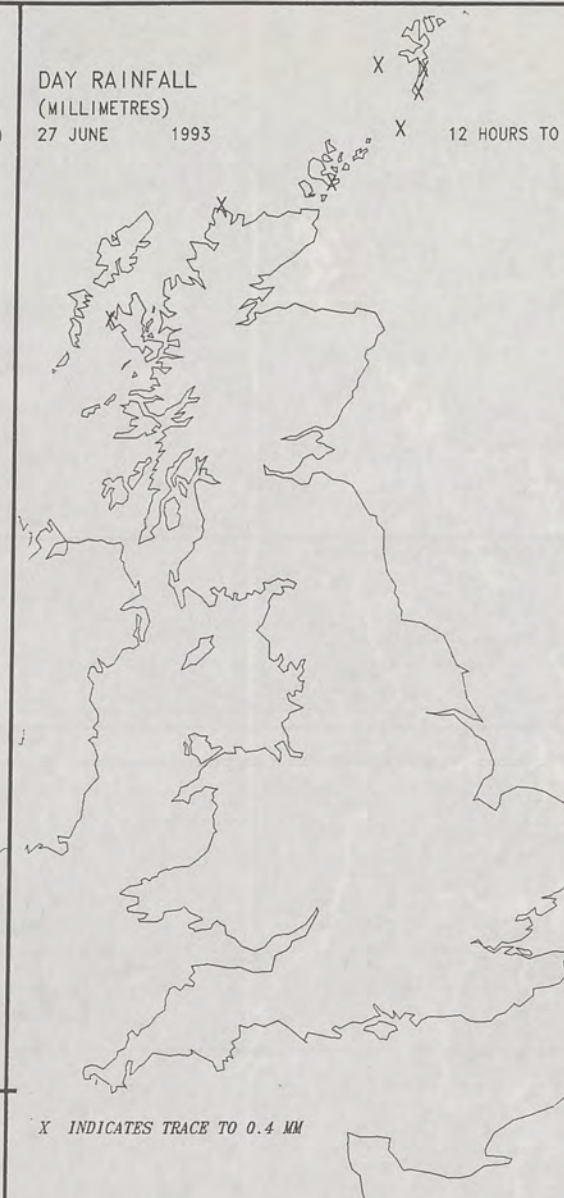 DAY RAINFALL
(MILLIMETRES)
27 JUNE 1993
12 HOURS TO
X
X
X
X
X
X
X
X
X INDICATES TRACE TO 0.4 MM